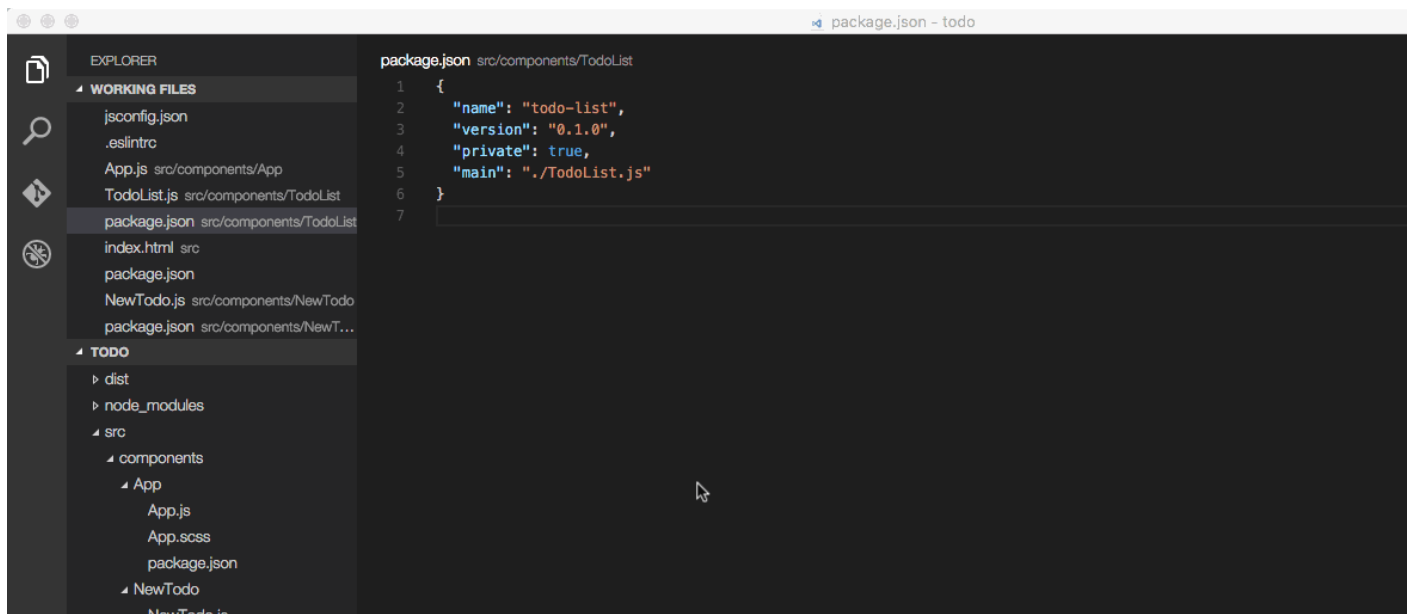 package.json - todo
EXPLORER
WORKING FILES
jsconfig.json
.eslintrc
App.js src/components/App
TodoList.js src/components/TodoList
package.json src/components/TodoList
index.html src
package.json
NewTodo.js src/components/NewTodo
package.json src/components/NewT...
TODO
dist
node_modules
src
components
App
App.js
App.scss
package.json
NewTodo
NewTodo.js
package.json src/components/TodoList
1 {
2 "name": "todo-list",
3 "version": "0.1.0",
4 "private": true,
5 "main": "./TodoList.js"
6 }
7